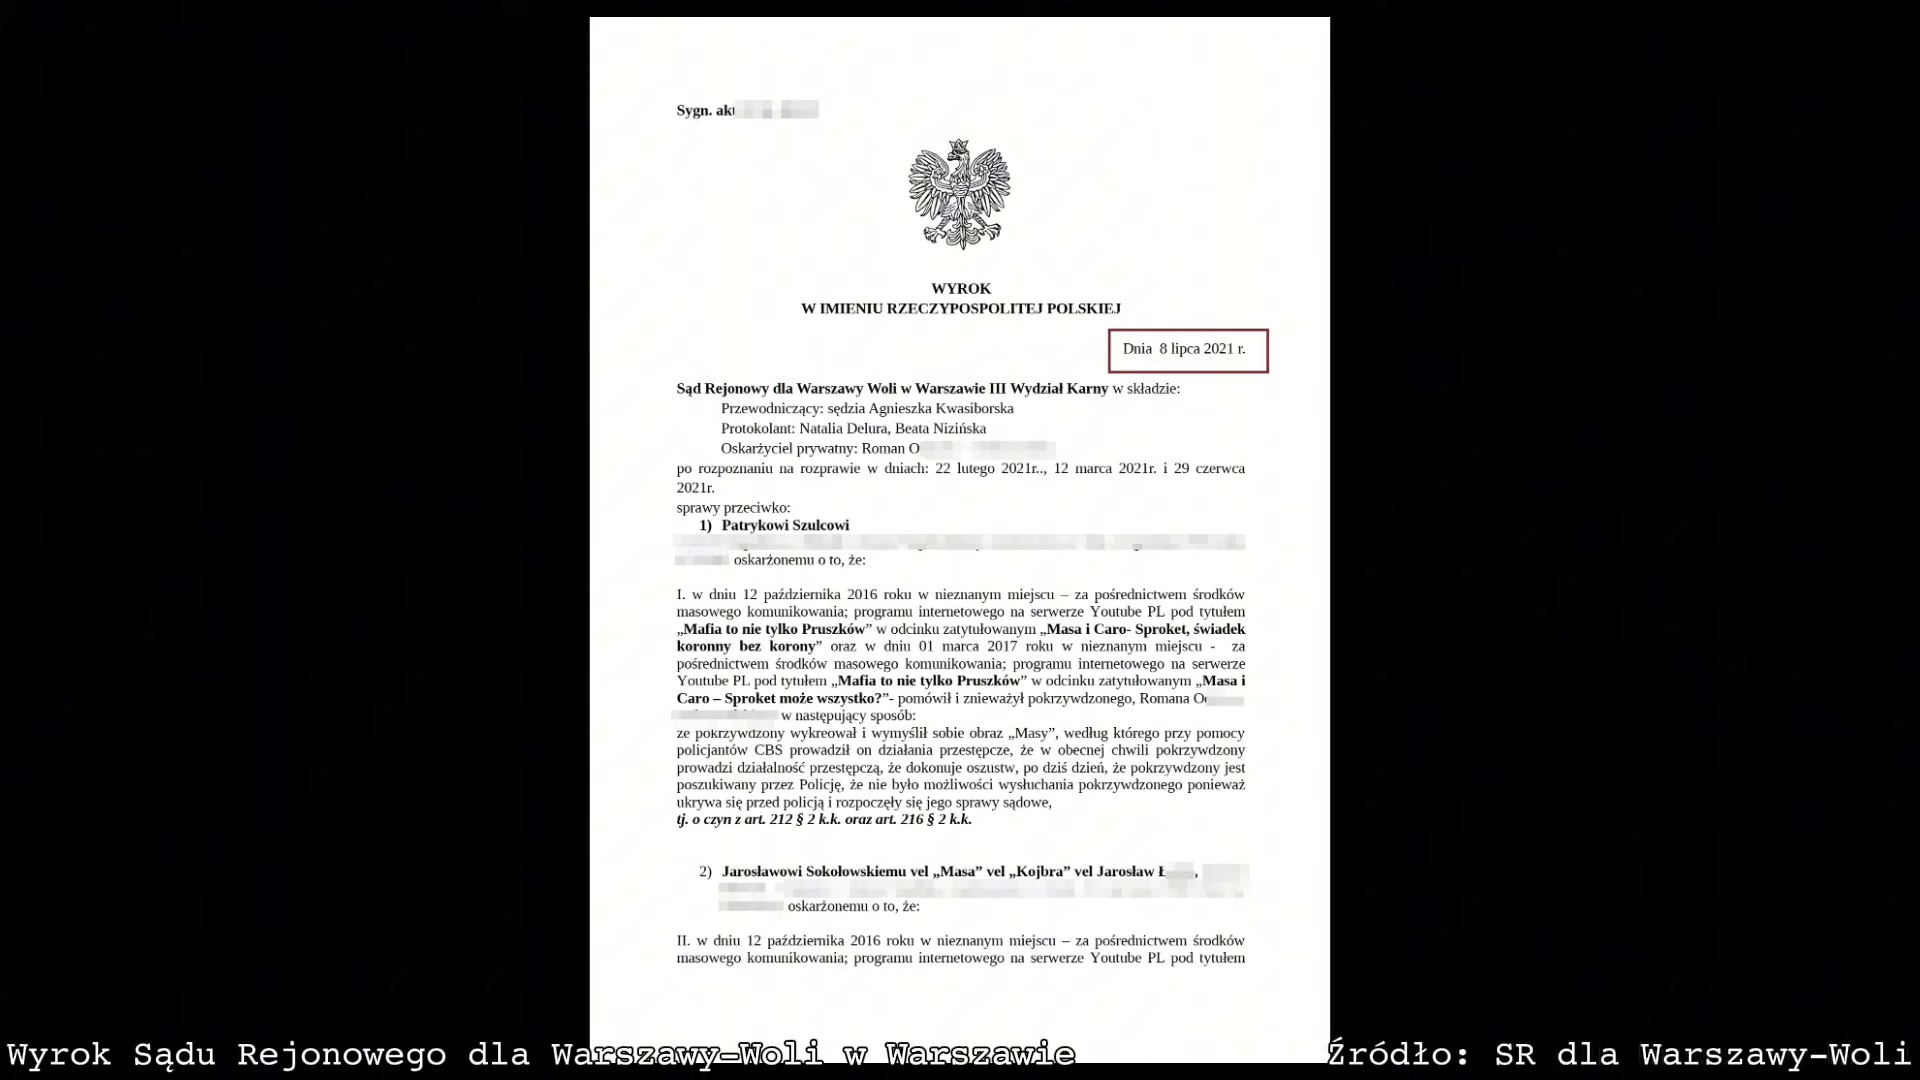 Sygn. akt
WYROK
W IMIENIU RZECZYPOSPOLITEJ POLSKIEJ
Dnia 8 lipca 2021 r.
Sąd Rejonowy dla Warszawy Woli w Warszawie III Wydział Karny w składzie:
Przewodniczący: sędzia Agnieszka Kwasiborska
Protokolant: Natalia Delura, Beata Nizińska
Oskarżyciel prywatny: Roman O
po rozpoznaniu na rozprawie w dniach: 22 lutego 2021r.., 12 marca 2021r. i 29 czerwca
2021r.
sprawy przeciwko:
1) Patrykowi Szulcowi
oskarżonemu o to, że:
I. w dniu 12 października 2016 roku w nieznanym miejscu – za pośrednictwem środków
masowego komunikowania; programu internetowego na serwerze Youtube PL pod tytułem
„Mafia to nie tylko Pruszków” w odcinku zatytułowanym „Masa i Caro- Sproket, świadek
koronny bez korony” oraz w dniu 01 marca 2017 roku w nieznanym miejscu - za
pośrednictwem środków masowego komunikowania; programu internetowego na serwerze
Youtube PL pod tytułem „Mafia to nie tylko Pruszków” w odcinku zatytułowanym „Masa i
Caro – Sproket może wszystko?”- pomówił i znieważył pokrzywdzonego, Romana O
w następujący sposób:
ze pokrzywdzony wykreował i wymyślił sobie obraz „Masy”, według którego przy pomocy
policjantów CBS prowadził on działania przestępcze, że w obecnej chwili pokrzywdzony
prowadzi działalność przestępczą, że dokonuje oszustw, po dziś dzień, że pokrzywdzony jest
poszukiwany przez Policję, że nie było możliwości wysłuchania pokrzywdzonego ponieważ
ukrywa się przed policją i rozpoczęły się jego sprawy sądowe,
tj. o czyn z art. 212 § 2 k.k. oraz art. 216 § 2 k.k.
2) Jarosławowi Sokołowskiemu vel „Masa” vel „Kojbra” vel Jarosław Ł ,
oskarżonemu o to, że:
II. w dniu 12 października 2016 roku w nieznanym miejscu – za pośrednictwem środków
masowego komunikowania; programu internetowego na serwerze Youtube PL pod tytułem
Wyrok Sądu Rejonowego dla Warszawy-Woli w Warszawie
Źródło: SR dla Warszawy-Woli